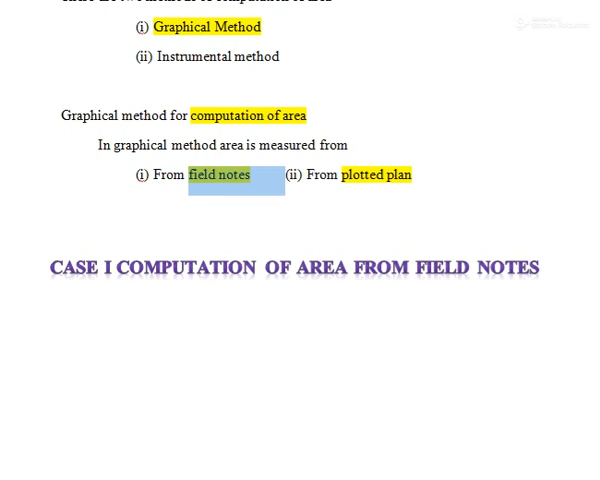 (i) Graphical Method
(ii) Instrumental method
Graphical method for computation of area
In graphical method area is measured from
(i) From field notes (ii) From plotted plan
CASE I COMPUTATION OF AREA FROM FIELD NOTES